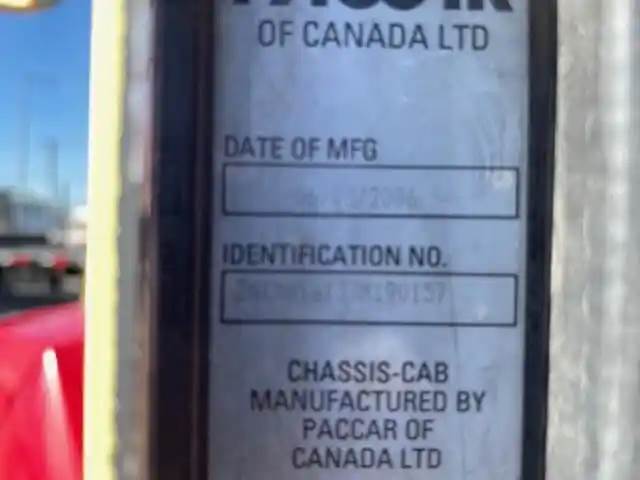 OF CANADA LTD
DATE OF MFG
IDENTIFICATION NO.
CHASSIS-CAB
MANUFACTURED BY
PACCAR OF
CANADA LTD